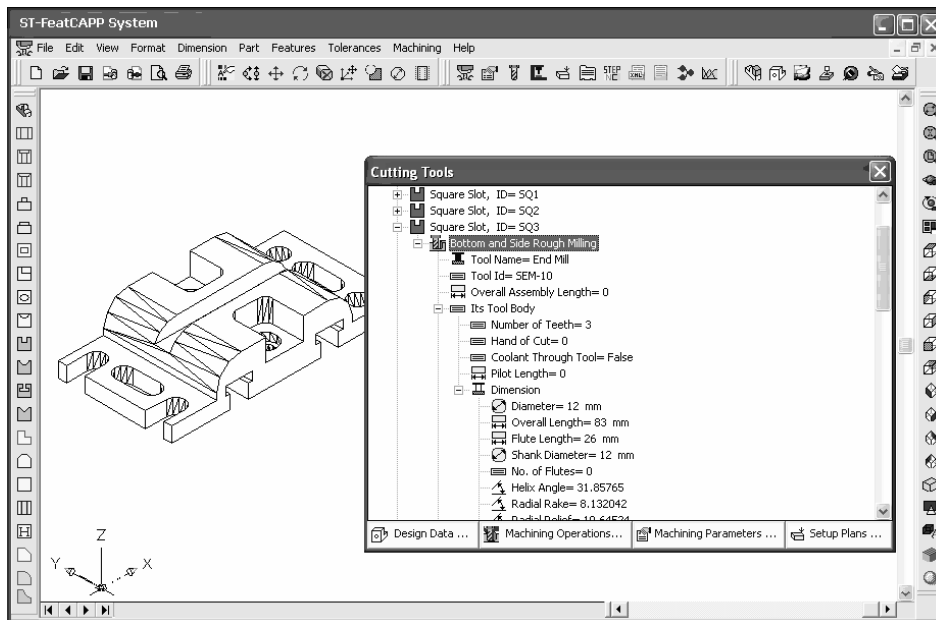 ST-FeatCAPP System
File Edit View Format Dimension Part Features Tolerances Machining Help
Cutting Tools
Square Slot, ID= SQ1
Square Slot, ID= SQ2
Square Slot, ID= SQ3
Bottom and Side Rough Milling
Tool Name= End Mill
Tool Id= SEM-10
Overall Assembly Length= 0
Its Tool Body
Number of Teeth= 3
Hand of Cut= 0
Coolant Through Tool= False
Pilot Length= 0
Dimension
Diameter= 12 mm
Overall Length= 83 mm
Flute Length= 26 mm
Shank Diameter= 12 mm
No. of Flutes= 0
Helix Angle= 31.85765
Radial Rake= 8.132042
Radial Relief= 10.64524
Design Data ... Machining Operations... Machining Parameters ... Setup Plans ...
Z
Y X